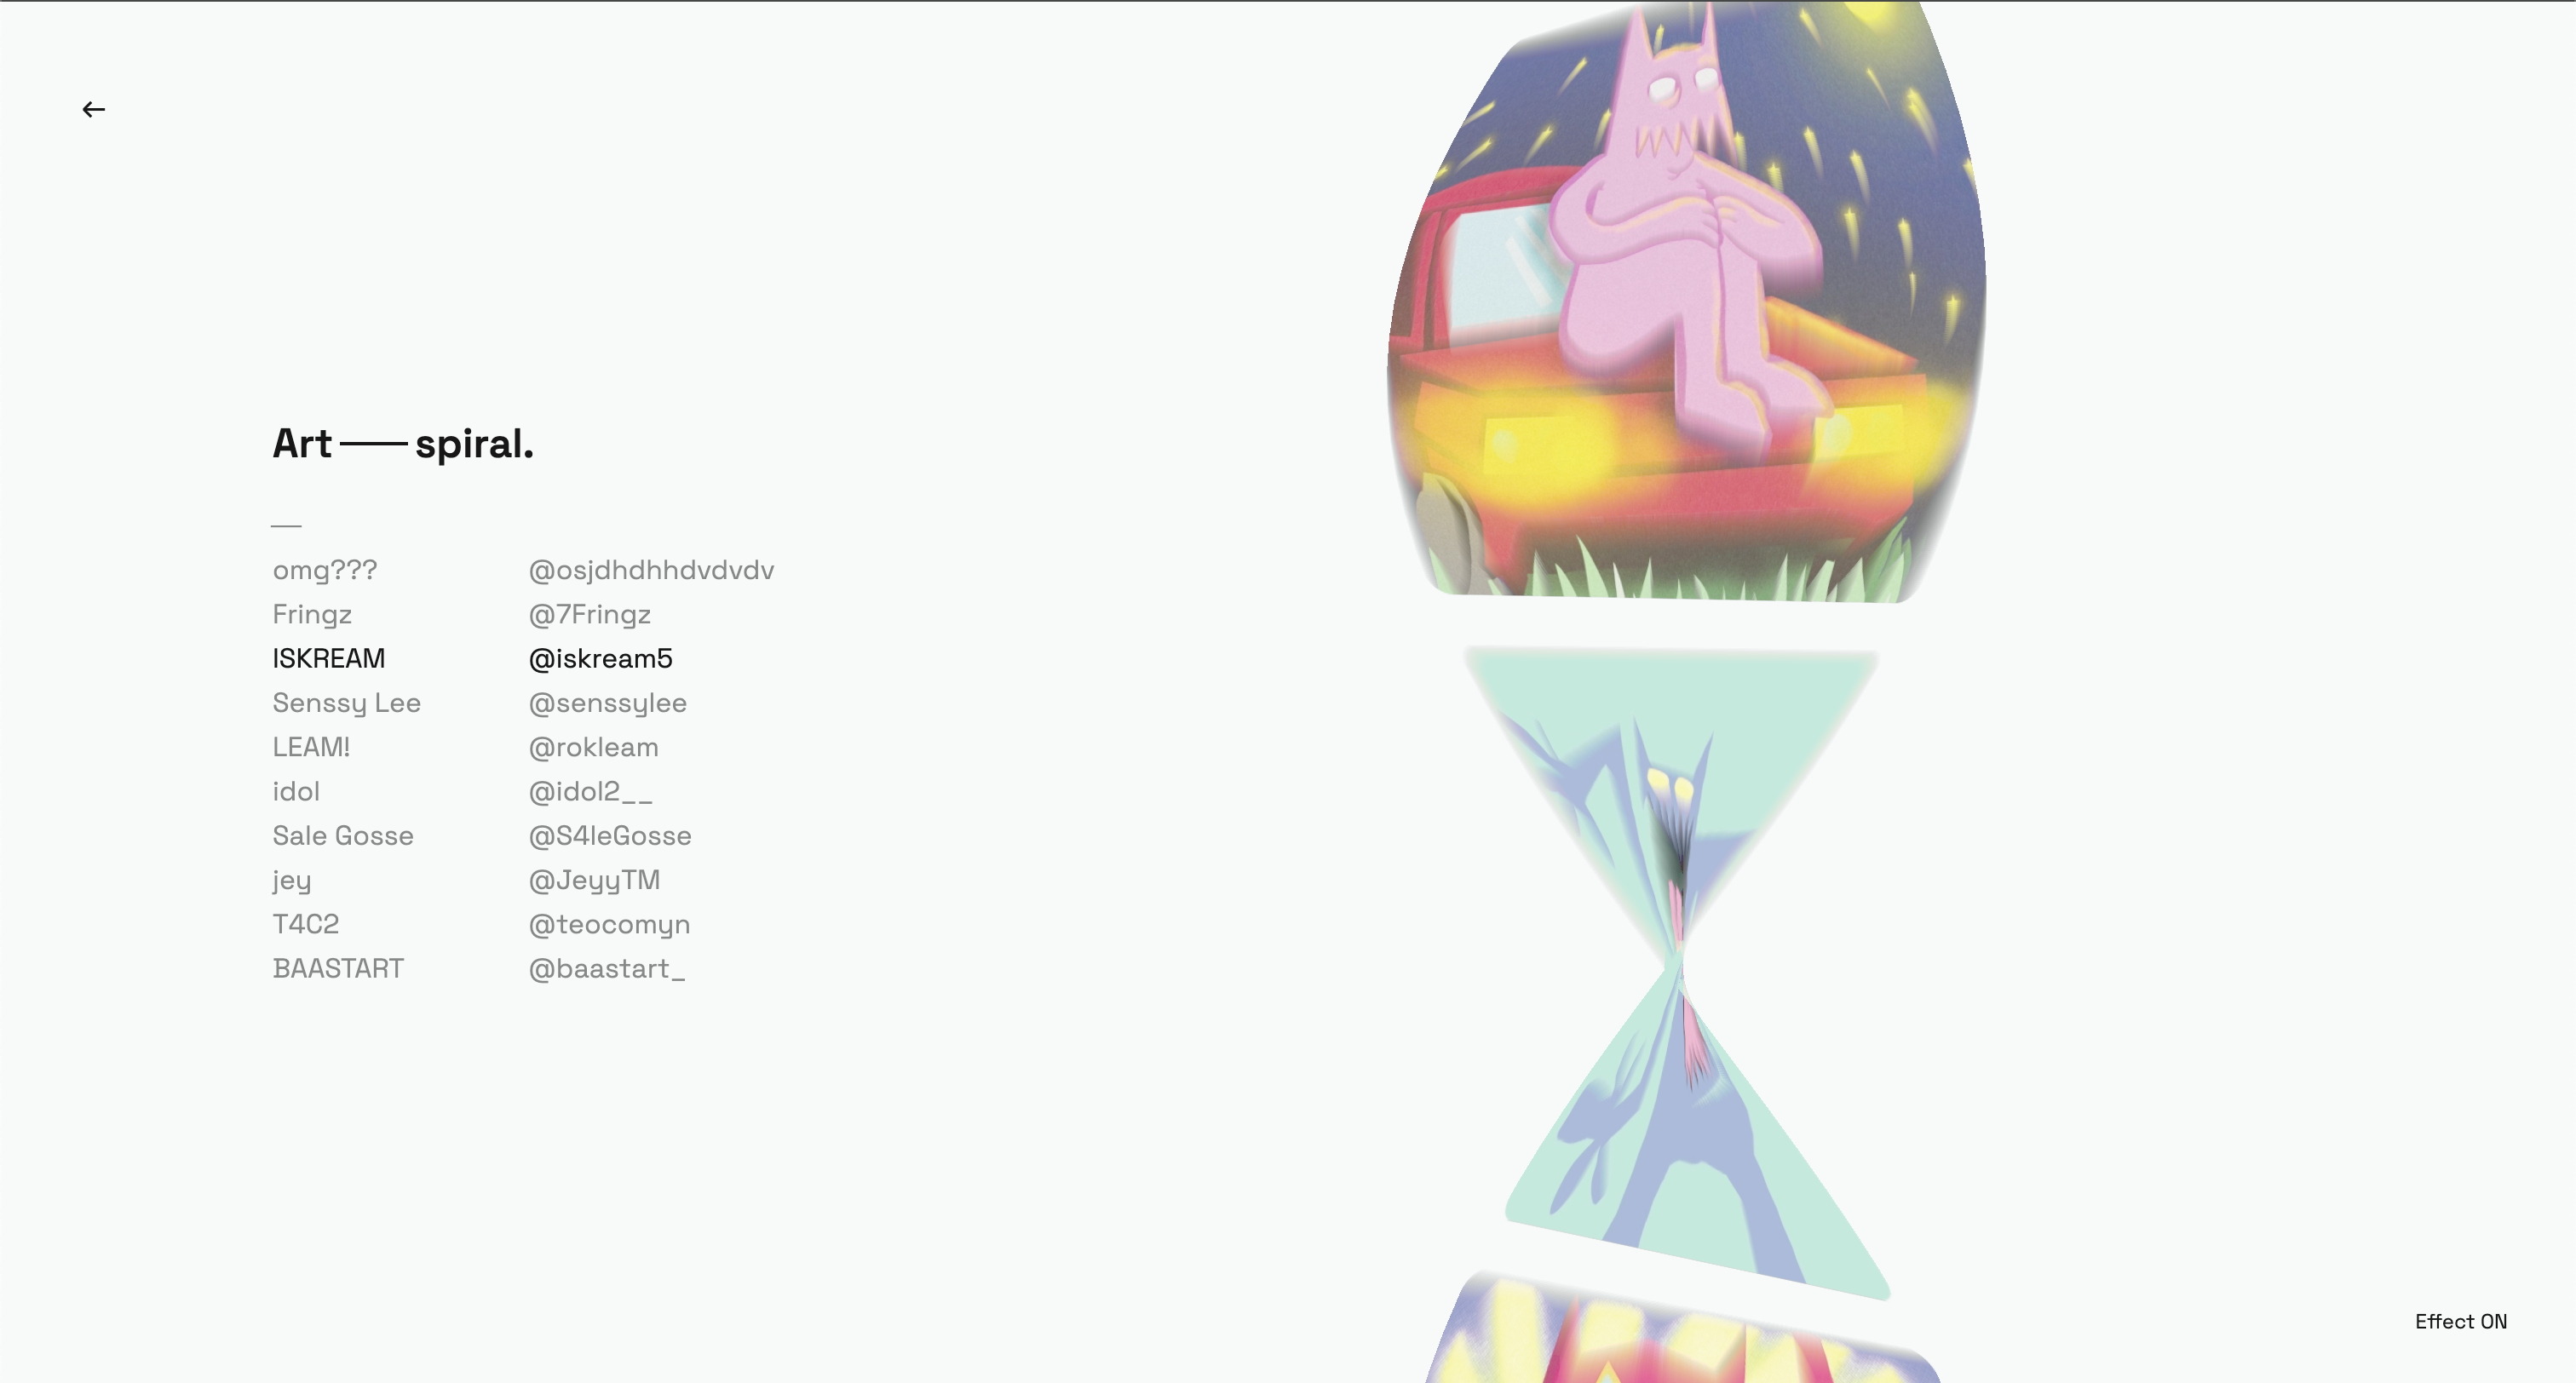 ←
Art — spiral.
—
omg??? @osjdhdhhdvdvdv
Fringz @7Fringz
ISKREAM @iskream5
Senssy Lee @senssylee
LEAM! @rokleam
idol @idol2__
Sale Gosse @S4leGosse
jey @JeyyTM
T4C2 @teocomyn
BAASTART @baastart_
Effect ON